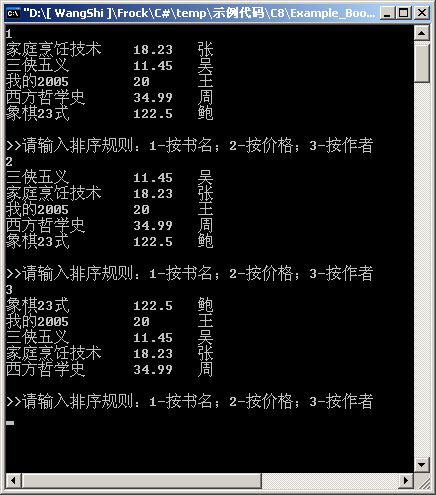 "D:\[ WangShi ]\Frock\C#\temp\示例代码\C8\Example_Boo...
1
家庭烹饪技术 18.23 张
三侠五义 11.45 吴
我的2005 20 王
西方哲学史 34.99 周
象棋23式 122.5 鲍
>>请输入排序规则：1-按书名；2-按价格；3-按作者
2
三侠五义 11.45 吴
家庭烹饪技术 18.23 张
我的2005 20 王
西方哲学史 34.99 周
象棋23式 122.5 鲍
>>请输入排序规则：1-按书名；2-按价格；3-按作者
3
象棋23式 122.5 鲍
我的2005 20 王
三侠五义 11.45 吴
家庭烹饪技术 18.23 张
西方哲学史 34.99 周
>>请输入排序规则：1-按书名；2-按价格；3-按作者